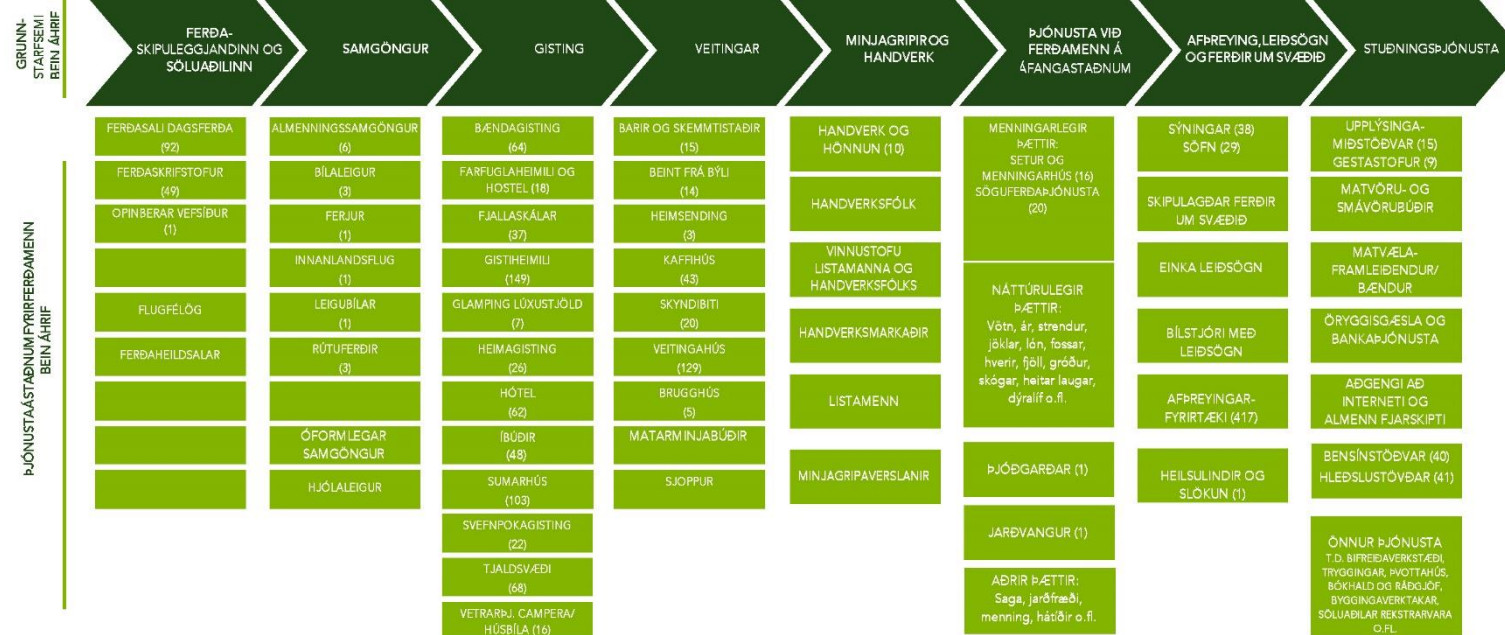 GRUNN-
STARFSEMI
BEIN ÁHRIF
FERÐA-
SKIPULEGGJANDINN OG
SÖLUAÐILINN
SAMGÖNGUR
GISTING
VEITINGAR
MINJAGRIPIR OG
HANDVERK
ÞJÓNUSTA VIÐ
FERÐAMENN Á
ÁFANGASTAÐNUM
AFÞREYING, LEIÐSÖGN
OG FERÐIR UM SVÆÐIÐ
STUÐNINGSÞJÓNUSTA
ÞJÓNUSTA Á STAÐNUM FYRIR FERÐAMENN
BEIN ÁHRIF
FERÐASALI DAGSFERÐA
(92)
FERÐASKRIFSTOFUR
(49)
OPINBERAR VEFSÍÐUR
(1)
FLUGFÉLÖG
FERÐAHEILDSALAR
ALMENNINGSSAMGÖNGUR
(6)
BÍLALEIGUR
(3)
FERJUR
(1)
INNANLANDSFLUG
(1)
LEIGUBÍLAR
(1)
RÚTUFERÐIR
(3)
ÓFORMLEGAR
SAMGÖNGUR
HJÓLALEIGUR
BÆNDAGISTING
(64)
FARFUGLAHEIMILI OG
HOSTEL (18)
FJALLASKÁLAR
(37)
GISTIHEIMILI
(149)
GLAMPING LÚXUSTJÖLD
(7)
HEIMAGISTING
(26)
HÓTEL
(62)
ÍBÚÐIR
(48)
SUMARHÚS
(103)
SVEFNPOKAGISTING
(22)
TJALDSVÆÐI
(68)
VETRARÞJ. CAMPERA/
HÚSBÍLA (16)
BARIR OG SKEMMTISTAÐIR
(15)
BEINT FRÁ BÝLI
(14)
HEIMSENDING
(3)
KAFFIHÚS
(43)
SKYNDIBITI
(20)
VEITINGAHÚS
(129)
BRUGGHÚS
(5)
MATARMINJABÚÐIR
SJOPPUR
HANDVERK OG
HÖNNUN (10)
HANDVERKSFÓLK
VINNUSTOFU
LISTAMANNA OG
HANDVERKSFÓLKS
HANDVERKSMARKAÐIR
LISTAMENN
MINJAGRIPAVERSLANIR
MENNINGARLEGIR
ÞÆTTIR:
SETUR OG
MENNINGARHÚS (16)
SÖGUFERÐAÞJÓNUSTA
(20)
NÁTTÚRULEGIR
ÞÆTTIR:
Vötn, ár, strendur,
jöklar, lón, fossar,
hverir, fjöll, gróður,
skógar, heitar laugar,
dýralíf o.fl.
ÞJÓÐGARÐAR (1)
JARÐVANGUR (1)
AÐRIR ÞÆTTIR:
Saga, jarðfræði,
menning, hátíðir o.fl.
SÝNINGAR (38)
SÖFN (29)
SKIPULAGÐAR FERÐIR
UM SVÆÐIÐ
EINKA LEIÐSÖGN
BÍLSTJÓRI MEÐ
LEIÐSÖGN
AFÞREYINGAR-
FYRIRTÆKI (417)
HEILSULINDIR OG
SLÖKUN (1)
UPPLÝSINGA-
MIÐSTÖÐVAR (15)
GESTASTOFUR (9)
MATVÖRU- OG
SMÁVÖRUBÚÐIR
MATVÆLA-
FRAMLEIÐENDUR/
BÆNDUR
ÖRYGGISGÆSLA OG
BANKAÞJÓNUSTA
AÐGENGI AÐ
INTERNETI OG
ALMENN FJARSKIPTI
BENSÍNSTÖÐVAR (40)
HLEÐSLUSTÖVÐAR (41)
ÖNNUR ÞJÓNUSTA
T.D. BIFREIÐAVERKSTÆÐI,
TRYGGINGAR, ÞVOTTAHÚS,
BÓKHALD OG RÁÐGJÖF,
BYGGINGAVERKTAKAR,
SÖLUAÐILAR REKSTRARVARA
O.FL.